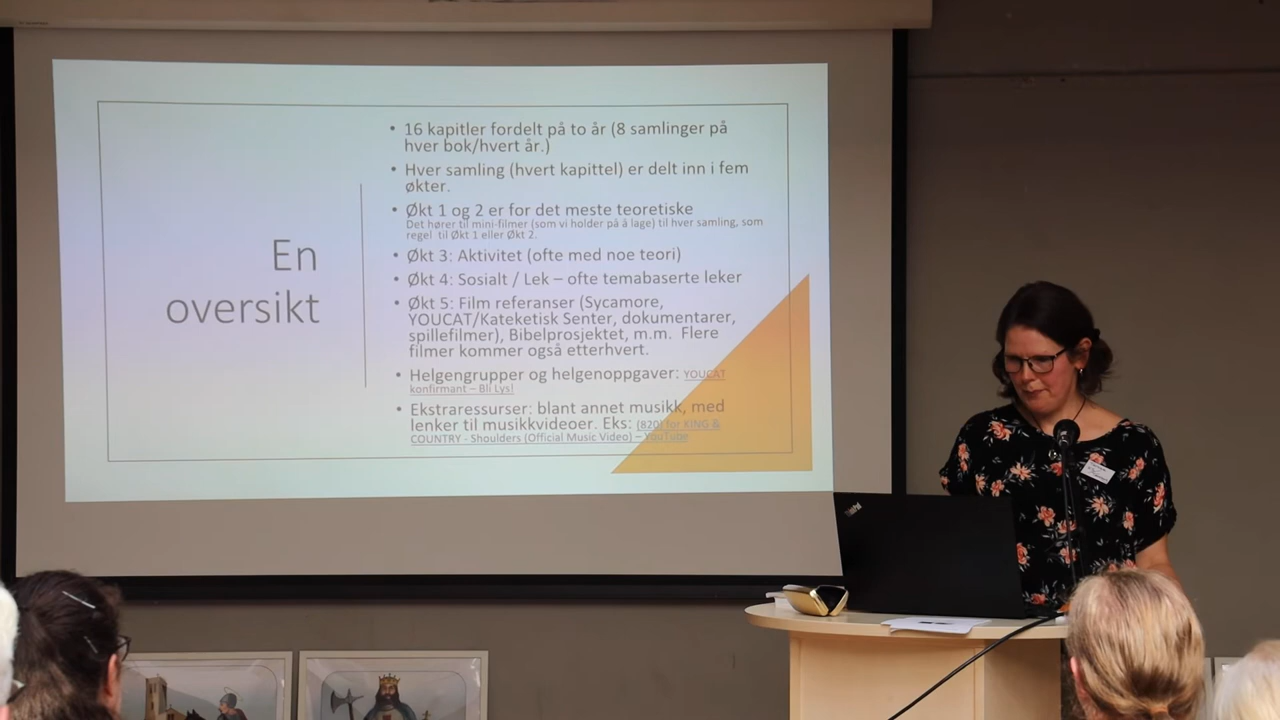 En
oversikt
• 16 kapitler fordelt på to år (8 samlinger på
hver bok/hvert år.)
• Hver samling (hvert kapittel) er delt inn i fem
økter.
• Økt 1 og 2 er for det meste teoretiske
Det hører til mini-filmer (som vi holder på å lage) til hver samling, som
regel til Økt 1 eller Økt 2.
• Økt 3: Aktivitet (ofte med noe teori)
• Økt 4: Sosialt / Lek – ofte temabaserte leker
• Økt 5: Film referanser (Sycamore,
YOUCAT/Kateketisk Senter, dokumentarer,
spillefilmer), Bibelprosjektet, m.m. Flere
filmer kommer også etterhvert.
• Helgengrupper og helgenoppgaver: YOUCAT
konfirmant – Bli Lys!
• Ekstraressurser: blant annet musikk, med
lenker til musikkvideoer. Eks: (820) for KING &
COUNTRY - Shoulders (Official Music Video) – YouTube
ThinkPad